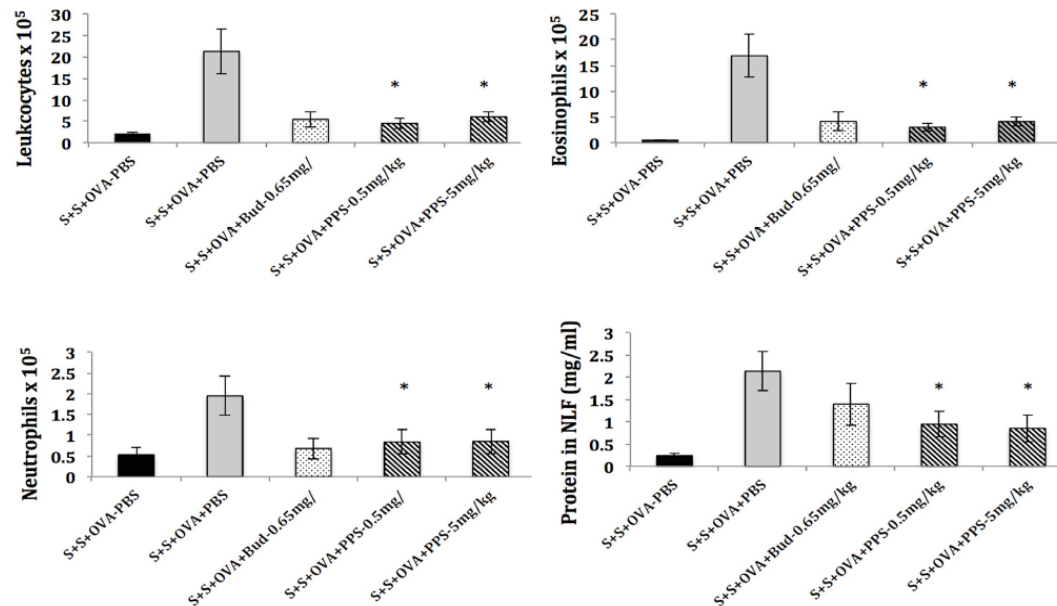 Leukcocytes x 10⁵
30
25
20
15
10
5
0
*
*
S+S+OVA-PBS
S+S+OVA+PBS
S+S+OVA+Bud-0.65mg/
S+S+OVA+PPS-0.5mg/kg
S+S+OVA+PPS-5mg/kg
Eosinophils x 10⁵
25
20
15
10
5
0
*
*
S+S+OVA-PBS
S+S+OVA+PBS
S+S+OVA+Bud-0.65mg/
S+S+OVA+PPS-0.5mg/kg
S+S+OVA+PPS-5mg/kg
Neutrophils x 10⁵
3
2.5
2
1.5
1
0.5
0
*
*
S+S+OVA-PBS
S+S+OVA+PBS
S+S+OVA+Bud-0.65mg/
S+S+OVA+PPS-0.5mg/
S+S+OVA+PPS-5mg/kg
Protein in NLF (mg/ml)
3
2.5
2
1.5
1
0.5
0
*
*
S+S+OVA-PBS
S+S+OVA+PBS
S+S+OVA+Bud-0.65mg/kg
S+S+OVA+PPS-0.5mg/kg
S+S+OVA+PPS-5mg/kg